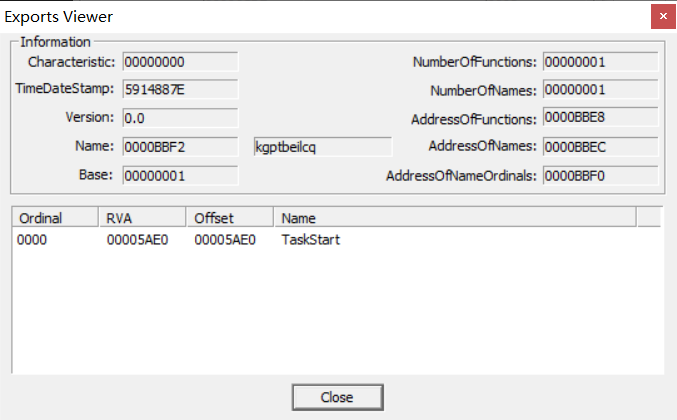 Exports Viewer
Information
Characteristic: 00000000 NumberOfFunctions: 00000001
TimeDateStamp: 5914887E NumberOfNames: 00000001
Version: 0.0 AddressOfFunctions: 0000BBE8
Name: 0000BBF2 kgptbeilcq AddressOfNames: 0000BBEC
Base: 00000001 AddressOfNameOrdinals: 0000BBF0
Ordinal RVA Offset Name
0000 00005AE0 00005AE0 TaskStart
Close